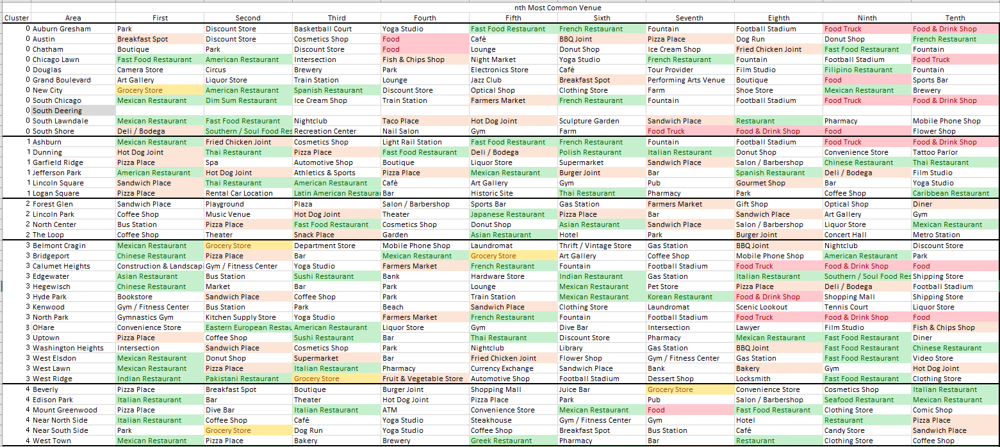 nth Most Common Venue
Cluster Area First Second Third Fourth Fifth Sixth Seventh Eighth Ninth Tenth
0 Auburn Gresham Park Discount Store Basketball Court Yoga Studio Fast Food Restaurant French Restaurant Fountain Football Stadium Food Truck Food & Drink Shop
0 Austin Breakfast Spot Discount Store Cosmetics Shop Food Café BBQ Joint Pizza Place Dog Run Donut Shop French Restaurant
0 Chatham Boutique Park Discount Store Food Lounge Donut Shop Ice Cream Shop Fried Chicken Joint Fast Food Restaurant Fountain
0 Chicago Lawn Fast Food Restaurant American Restaurant Intersection Fish & Chips Shop Night Market Yoga Studio French Restaurant Fountain Football Stadium Food Truck
0 Douglas Camera Store Circus Brewery Park Electronics Store Café Tour Provider Film Studio Filipino Restaurant Fountain
0 Grand Boulevard Art Gallery Liquor Store Train Station Lounge Jazz Club Breakfast Spot Performing Arts Venue Boutique Food Sports Bar
0 New City Grocery Store American Restaurant Spanish Restaurant Discount Store Optical Shop Clothing Store Farm Shoe Store Mexican Restaurant Brewery
0 South Chicago Mexican Restaurant Dim Sum Restaurant Ice Cream Shop Train Station Farmers Market French Restaurant Fountain Football Stadium Food Truck Food & Drink Shop
0 South Deering
0 South Lawndale Mexican Restaurant Fast Food Restaurant Nightclub Taco Place Hot Dog Joint Sculpture Garden Sandwich Place Restaurant Pharmacy Mobile Phone Shop
0 South Shore Deli / Bodega Southern / Soul Food Res Recreation Center Nail Salon Gym Farm Food Truck Food & Drink Shop Food Flower Shop
1 Ashburn Mexican Restaurant Fried Chicken Joint Cosmetics Shop Light Rail Station Fast Food Restaurant French Restaurant Fountain Football Stadium Food Truck Food & Drink Shop
1 Dunning Hot Dog Joint Thai Restaurant Pizza Place Fast Food Restaurant Deli / Bodega Polish Restaurant Italian Restaurant Donut Shop Convenience Store Tattoo Parlor
1 Garfield Ridge Pizza Place Spa Automotive Shop Boutique Liquor Store Supermarket Sandwich Place Salon / Barbershop Chinese Restaurant Thai Restaurant
1 Jefferson Park American Restaurant Hot Dog Joint Athletics & Sports Pizza Place Mexican Restaurant Burger Joint Bar Spanish Restaurant Deli / Bodega Film Studio
1 Lincoln Square Sandwich Place Thai Restaurant American Restaurant Café Art Gallery Gym Pub Gourmet Shop Bar Yoga Studio
1 Logan Square Pizza Place Rental Car Location Latin American Restaura Bar Historic Site Thai Restaurant Pharmacy Park Coffee Shop Caribbean Restaurant
2 Forest Glen Sandwich Place Playground Plaza Salon / Barbershop Sports Bar Gas Station Farmers Market Gift Shop Optical Shop Diner
2 Lincoln Park Coffee Shop Music Venue Hot Dog Joint Theater Japanese Restaurant Pizza Place Bar Sandwich Place Art Gallery Gym
2 North Center Bus Station Pizza Place Fast Food Restaurant Cosmetics Shop Donut Shop Asian Restaurant Sandwich Place Salon / Barbershop Liquor Store Mexican Restaurant
2 The Loop Coffee Shop Theater Snack Place Garden Asian Restaurant Hotel Park Burger Joint Concert Hall Metro Station
3 Belmont Cragin Mexican Restaurant Grocery Store Department Store Mobile Phone Shop Laundromat Thrift / Vintage Store Gas Station BBQ Joint Nightclub Discount Store
3 Bridgeport Chinese Restaurant Pizza Place Bar Mexican Restaurant Grocery Store Art Gallery Coffee Shop Mobile Phone Shop American Restaurant Park
3 Calumet Heights Construction & Landscapi Gym / Fitness Center Yoga Studio Farmers Market French Restaurant Fountain Football Stadium Food Truck Food & Drink Shop Food
3 Edgewater Asian Restaurant Bus Station Sushi Restaurant Bank Hardware Store Indian Restaurant Gas Station Italian Restaurant Southern / Soul Food Res Shipping Store
3 Hegewisch Chinese Restaurant Market Bar Park Lounge Mexican Restaurant Pet Store Pizza Place Deli / Bodega Football Stadium
3 Hyde Park Bookstore Sandwich Place Coffee Shop Park Train Station Mexican Restaurant Korean Restaurant Food & Drink Shop Shopping Mall Shipping Store
3 Kenwood Gym / Fitness Center Bus Station Park Beach Sandwich Place Clothing Store Laundromat Scenic Lookout Tennis Court Liquor Store
3 North Park Gymnastics Gym Kitchen Supply Store Yoga Studio Farmers Market French Restaurant Fountain Football Stadium Food Truck Food & Drink Shop Food
3 OHare Convenience Store Eastern European Restau American Restaurant Liquor Store Gym Dive Bar Intersection Lawyer Film Studio Fish & Chips Shop
3 Uptown Pizza Place Coffee Shop Sushi Restaurant Bar Thai Restaurant Discount Store Pharmacy Mexican Restaurant Fast Food Restaurant Diner
3 Washington Heights Intersection Sandwich Place Cosmetics Shop Park Nightclub Library Gas Station BBQ Joint Fast Food Restaurant Chinese Restaurant
3 West Elsdon Mexican Restaurant Donut Shop Supermarket Bar Fried Chicken Joint Flower Shop Gym / Fitness Center Gas Station Fast Food Restaurant Video Store
3 West Lawn Mexican Restaurant Pizza Place Italian Restaurant Pharmacy Currency Exchange Sandwich Place Bank Bakery Gym Hot Dog Joint
3 West Ridge Indian Restaurant Pakistani Restaurant Grocery Store Fruit & Vegetable Store Automotive Shop Football Stadium Dessert Shop Locksmith Fast Food Restaurant Clothing Store
4 Beverly Pizza Place Breakfast Spot Boutique Burger Joint Shopping Mall Juice Bar Grocery Store Convenience Store Cosmetics Shop Italian Restaurant
4 Edison Park Italian Restaurant Bar Theater Hot Dog Joint Pizza Place Park Pub Salon / Barbershop Seafood Restaurant Mexican Restaurant
4 Mount Greenwood Pizza Place Dive Bar Italian Restaurant ATM Convenience Store Mexican Restaurant Food Fast Food Restaurant Clothing Store Comic Shop
4 Near North Side Italian Restaurant Coffee Shop Café Yoga Studio Steakhouse Gym / Fitness Center Gym Hotel Restaurant Pizza Place
4 Near South Side Park Grocery Store Dog Run Yoga Studio Coffee Shop Breakfast Spot Bus Station Café Candy Store Sandwich Place
4 West Town Mexican Restaurant Pizza Place Bakery Brewery Greek Restaurant Pharmacy Bar Restaurant Clothing Store Coffee Shop